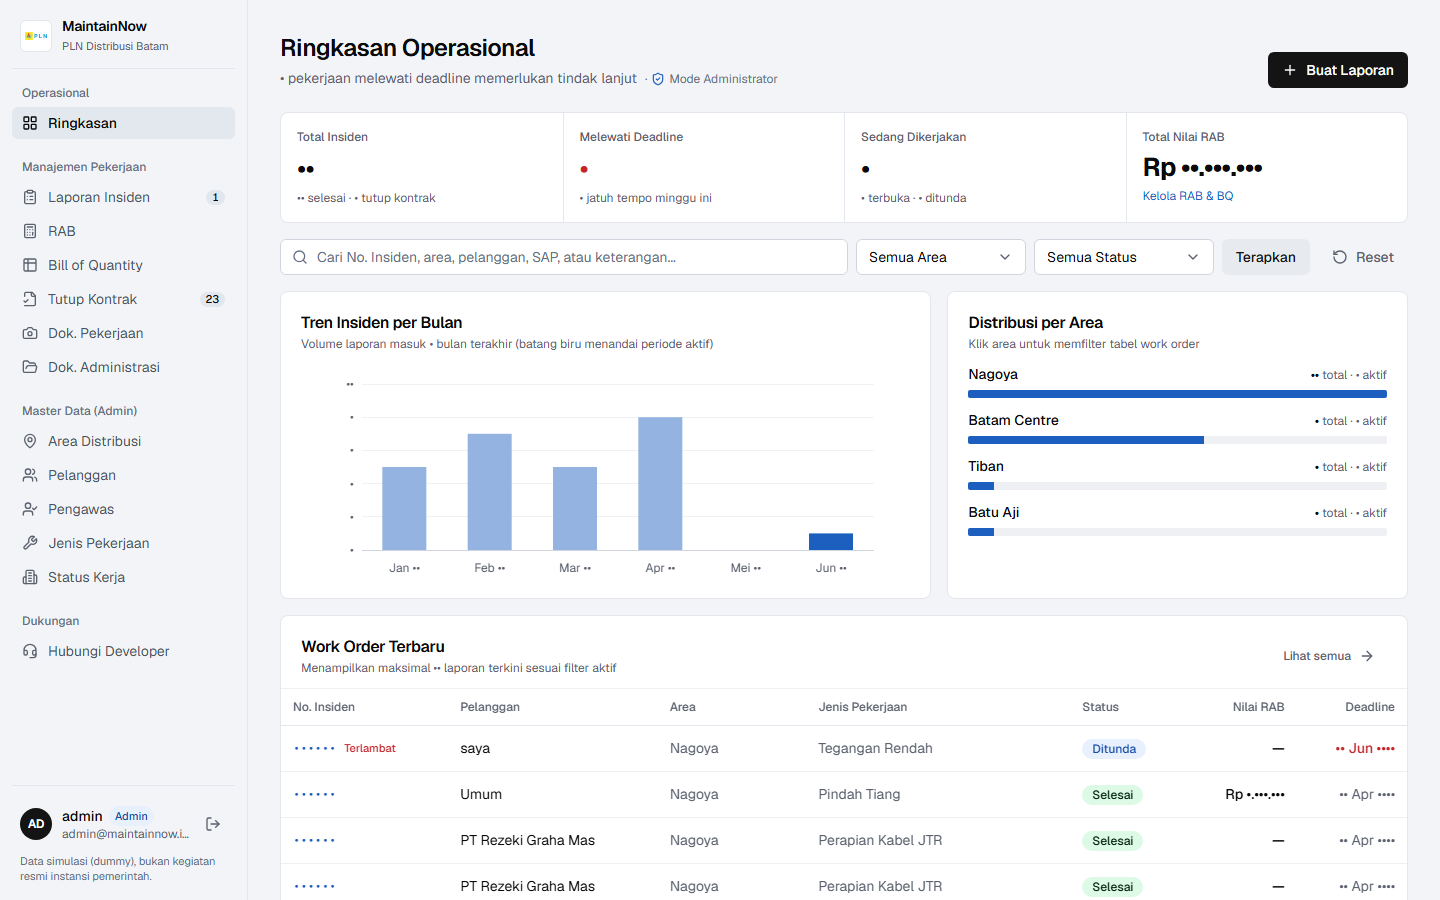 MaintainNow
PLN Distribusi Batam
Operasional
Ringkasan
Manajemen Pekerjaan
Laporan Insiden 1
RAB
Bill of Quantity
Tutup Kontrak 23
Dok. Pekerjaan
Dok. Administrasi
Master Data (Admin)
Area Distribusi
Pelanggan
Pengawas
Jenis Pekerjaan
Status Kerja
Dukungan
Hubungi Developer
AD
admin Admin
admin@maintainnow.i...
Data simulasi (dummy), bukan kegiatan
resmi instansi pemerintah.
Ringkasan Operasional
• pekerjaan melewati deadline memerlukan tindak lanjut · Mode Administrator
+ Buat Laporan
Total Insiden
••
•• selesai · • tutup kontrak
Melewati Deadline
•
• jatuh tempo minggu ini
Sedang Dikerjakan
•
• terbuka · • ditunda
Total Nilai RAB
Rp ••.•••.•••
Kelola RAB & BQ
Cari No. Insiden, area, pelanggan, SAP, atau keterangan...
Semua Area
Semua Status
Terapkan
Reset
Tren Insiden per Bulan
Volume laporan masuk • bulan terakhir (batang biru menandai periode aktif)
••
•
•
•
•
•
Jan •• Feb •• Mar •• Apr •• Mei •• Jun ••
Distribusi per Area
Klik area untuk memfilter tabel work order
Nagoya •• total · • aktif
Batam Centre • total · • aktif
Tiban • total · • aktif
Batu Aji • total · • aktif
Work Order Terbaru
Menampilkan maksimal •• laporan terkini sesuai filter aktif
Lihat semua →
No. Insiden Pelanggan Area Jenis Pekerjaan Status Nilai RAB Deadline
•••••• Terlambat saya Nagoya Tegangan Rendah Ditunda — •• Jun ••••
•••••• Umum Nagoya Pindah Tiang Selesai Rp •.•••.••• •• Apr ••••
•••••• PT Rezeki Graha Mas Nagoya Perapian Kabel JTR Selesai — •• Apr ••••
•••••• PT Rezeki Graha Mas Nagoya Perapian Kabel JTR Selesai — •• Apr ••••